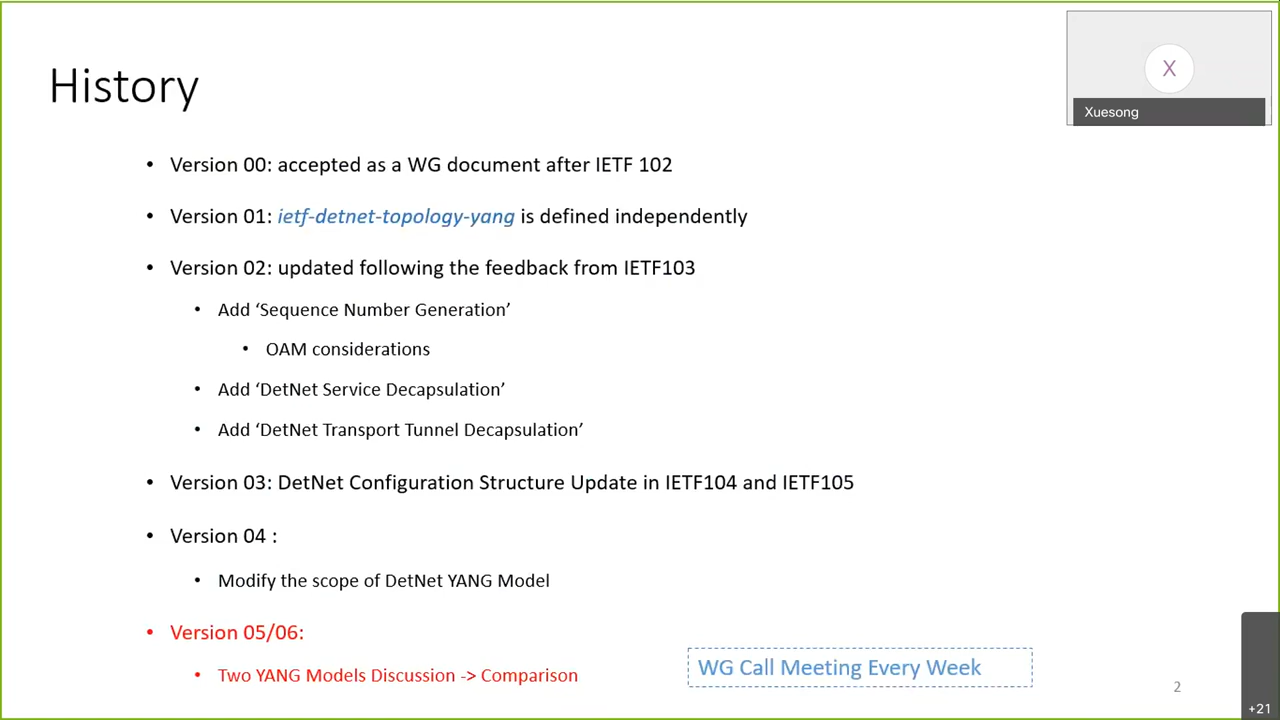 History
X
Xuesong
• Version 00: accepted as a WG document after IETF 102
• Version 01: ietf-detnet-topology-yang is defined independently
• Version 02: updated following the feedback from IETF103
• Add ‘Sequence Number Generation’
• OAM considerations
• Add ‘DetNet Service Decapsulation’
• Add ‘DetNet Transport Tunnel Decapsulation’
• Version 03: DetNet Configuration Structure Update in IETF104 and IETF105
• Version 04 :
• Modify the scope of DetNet YANG Model
• Version 05/06:
• Two YANG Models Discussion -> Comparison
WG Call Meeting Every Week
2
+21